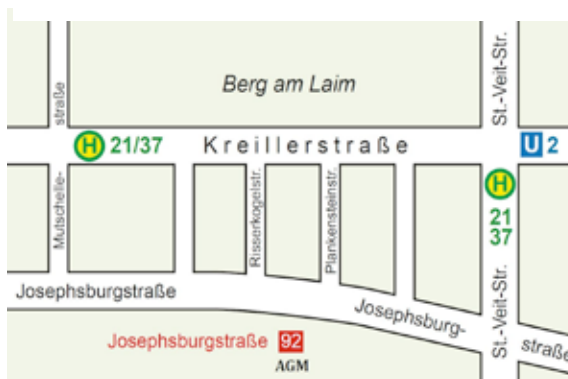 straße
Berg am Laim
St.-Veit-Str.
H 21/37
Kreillerstraße
U 2
Mutschelle-
Risserkogelstr.
Plankensteinstr.
H
21
37
Josephsburgstraße
Josephsburg-
St.-Veit-Str.
straße
Josephsburgstraße 92
AGM